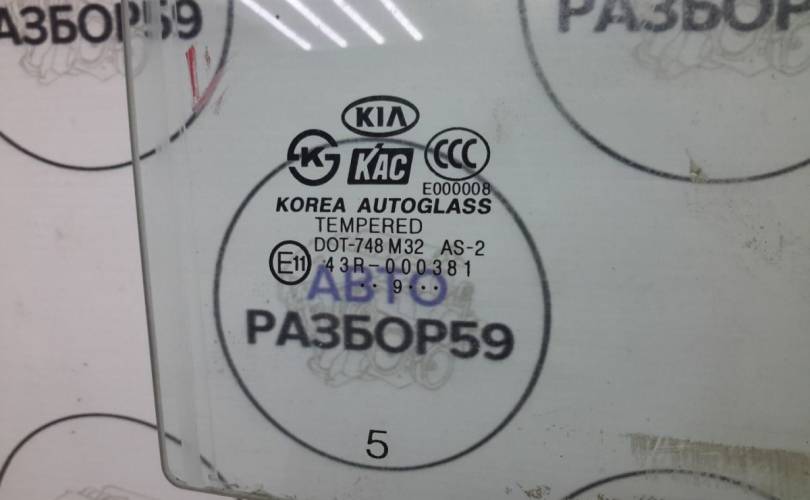 АЗБОР59
РАЗБОР
KIA
K
KAC
CCC
E000008
KOREA AUTOGLASS
TEMPERED
DOT-748 M32 AS-2
E11 43R-000381
·· 9 ···
АВТО
РАЗБОР59
5